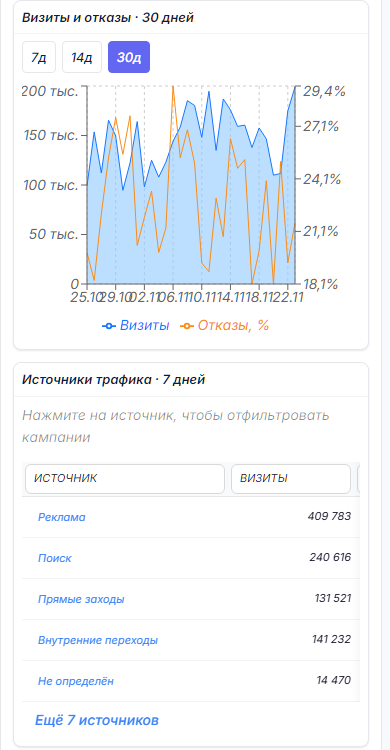 Визиты и отказы · 30 дней
7д 14д 30д
200 тыс. 29,4%
150 тыс. 27,1%
100 тыс. 24,1%
50 тыс. 21,1%
0 18,1%
25.10 29.10 02.11 06.11 10.11 14.11 18.11 22.11
Визиты Отказы, %
Источники трафика · 7 дней
Нажмите на источник, чтобы отфильтровать
кампании
ИСТОЧНИК ВИЗИТЫ
Реклама 409 783
Поиск 240 616
Прямые заходы 131 521
Внутренние переходы 141 232
Не определён 14 470
Ещё 7 источников